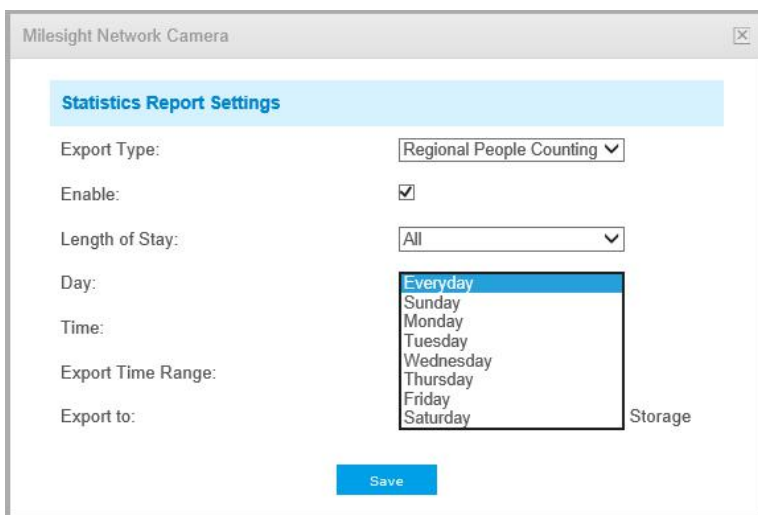 Milesight Network Camera
Statistics Report Settings
Export Type: Regional People Counting
Enable:
Length of Stay: All
Day: Everyday
Sunday
Monday
Time: Tuesday
Wednesday
Export Time Range: Thursday
Friday
Export to: Saturday Storage
Save